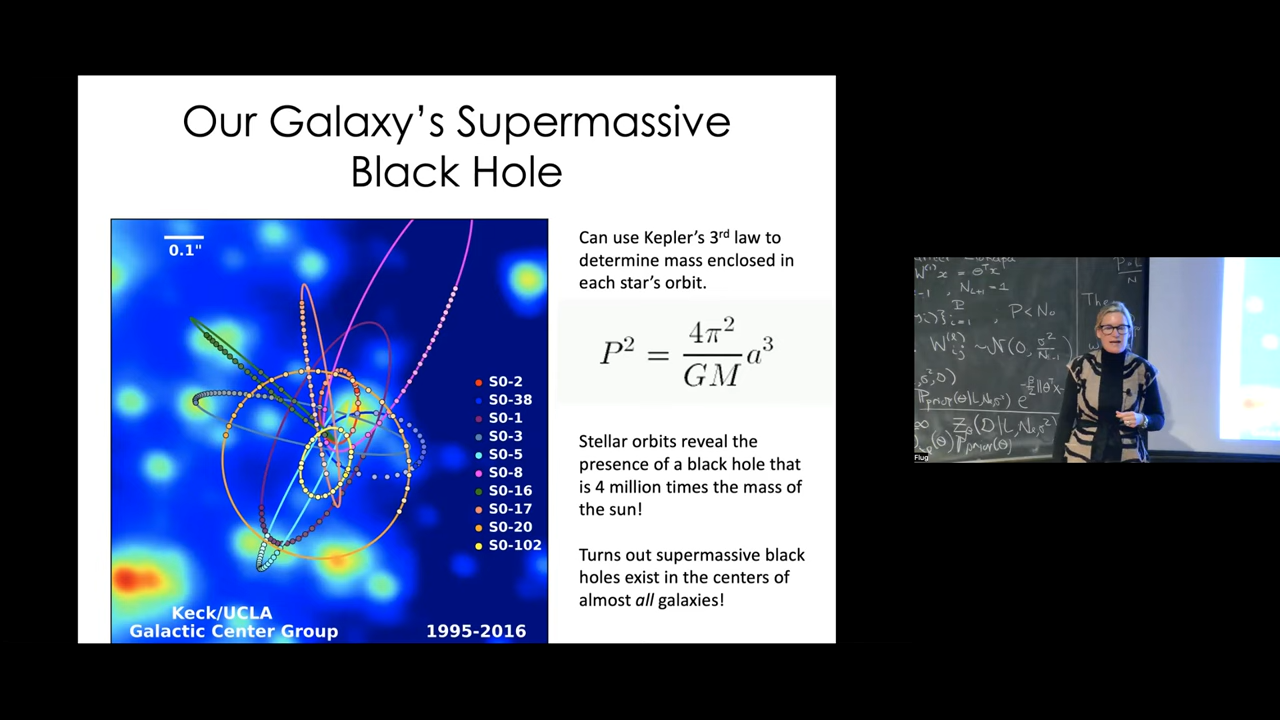 Our Galaxy's Supermassive
Black Hole
0.1"
S0-2
S0-38
S0-1
S0-3
S0-5
S0-8
S0-16
S0-17
S0-20
S0-102
Keck/UCLA
Galactic Center Group
1995-2016
Can use Kepler's 3rd law to
determine mass enclosed in
each star's orbit.
P² = 4π²/GM a³
Stellar orbits reveal the
presence of a black hole that
is 4 million times the mass of
the sun!
Turns out supermassive black
holes exist in the centers of
almost all galaxies!
P < N₀
The
Flug